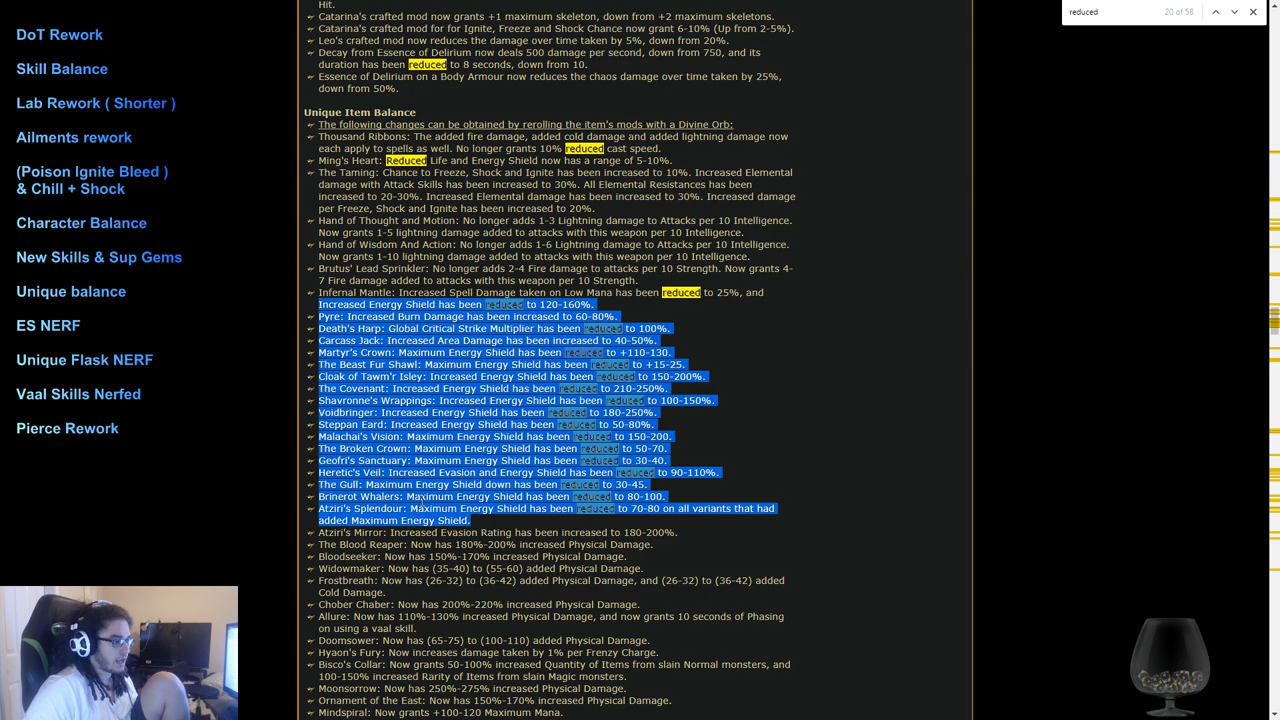 DoT Rework
Skill Balance
Lab Rework ( Shorter )
Ailments rework
(Poison Ignite Bleed )
& Chill + Shock
Character Balance
New Skills & Sup Gems
Unique balance
ES NERF
Unique Flask NERF
Vaal Skills Nerfed
Pierce Rework
reduced
20 of 58
Hit.
Catarina's crafted mod now grants +1 maximum skeleton, down from +2 maximum skeletons.
Catarina's crafted mod for for Ignite, Freeze and Shock Chance now grant 6-10% (Up from 2-5%).
Leo's crafted mod now reduces the damage over time taken by 5%, down from 20%.
Decay from Essence of Delirium now deals 500 damage per second, down from 750, and its
duration has been reduced to 8 seconds, down from 10.
Essence of Delirium on a Body Armour now reduces the chaos damage over time taken by 25%,
down from 50%.
Unique Item Balance
The following changes can be obtained by rerolling the item's mods with a Divine Orb:
Thousand Ribbons: The added fire damage, added cold damage and added lightning damage now
each apply to spells as well. No longer grants 10% reduced cast speed.
Ming's Heart: Reduced Life and Energy Shield now has a range of 5-10%.
The Taming: Chance to Freeze, Shock and Ignite has been increased to 10%. Increased Elemental
damage with Attack Skills has been increased to 30%. All Elemental Resistances has been
increased to 20-30%. Increased Elemental damage has been increased to 30%. Increased damage
per Freeze, Shock and Ignite has been increased to 20%.
Hand of Thought and Motion: No longer adds 1-3 Lightning damage to Attacks per 10 Intelligence.
Now grants 1-5 lightning damage added to attacks with this weapon per 10 Intelligence.
Hand of Wisdom And Action: No longer adds 1-6 Lightning damage to Attacks per 10 Intelligence.
Now grants 1-10 lightning damage added to attacks with this weapon per 10 Intelligence.
Brutus' Lead Sprinkler: No longer adds 2-4 Fire damage to attacks per 10 Strength. Now grants 4-
7 Fire damage added to attacks with this weapon per 10 Strength.
Infernal Mantle: Increased Spell Damage taken on Low Mana has been reduced to 25%, and
Increased Energy Shield has been reduced to 120-160%.
Pyre: Increased Burn Damage has been increased to 60-80%.
Death's Harp: Global Critical Strike Multiplier has been reduced to 100%.
Carcass Jack: Increased Area Damage has been increased to 40-50%.
Martyr's Crown: Maximum Energy Shield has been reduced to +110-130.
The Beast Fur Shawl: Maximum Energy Shield has been reduced to +15-25.
Cloak of Tawm'r Isley: Increased Energy Shield has been reduced to 150-200%.
The Covenant: Increased Energy Shield has been reduced to 210-250%.
Shavronne's Wrappings: Increased Energy Shield has been reduced to 100-150%.
Voidbringer: Increased Energy Shield has been reduced to 180-250%.
Steppan Eard: Increased Energy Shield has been reduced to 50-80%.
Malachai's Vision: Maximum Energy Shield has been reduced to 150-200.
The Broken Crown: Maximum Energy Shield has been reduced to 50-70.
Geofri's Sanctuary: Maximum Energy Shield has been reduced to 30-40.
Heretic's Veil: Increased Evasion and Energy Shield has been reduced to 90-110%.
The Gull: Maximum Energy Shield down has been reduced to 30-45.
Brinerot Whalers: Maximum Energy Shield has been reduced to 80-100.
Atziri's Splendour: Maximum Energy Shield has been reduced to 70-80 on all variants that had
added Maximum Energy Shield.
Atziri's Mirror: Increased Evasion Rating has been increased to 180-200%.
The Blood Reaper: Now has 180%-200% increased Physical Damage.
Bloodseeker: Now has 150%-170% increased Physical Damage.
Widowmaker: Now has (35-40) to (55-60) added Physical Damage.
Frostbreath: Now has (26-32) to (36-42) added Physical Damage, and (26-32) to (36-42) added
Cold Damage.
Chober Chaber: Now has 200%-220% increased Physical Damage.
Allure: Now has 110%-130% increased Physical Damage, and now grants 10 seconds of Phasing
on using a vaal skill.
Doomsower: Now has (65-75) to (100-110) added Physical Damage.
Hyaon's Fury: Now increases damage taken by 1% per Frenzy Charge.
Bisco's Collar: Now grants 50-100% increased Quantity of Items from slain Normal monsters, and
100-150% increased Rarity of Items from slain Magic monsters.
Moonsorrow: Now has 250%-275% increased Physical Damage.
Ornament of the East: Now has 150%-170% increased Physical Damage.
Mindspiral: Now grants +100-120 Maximum Mana.